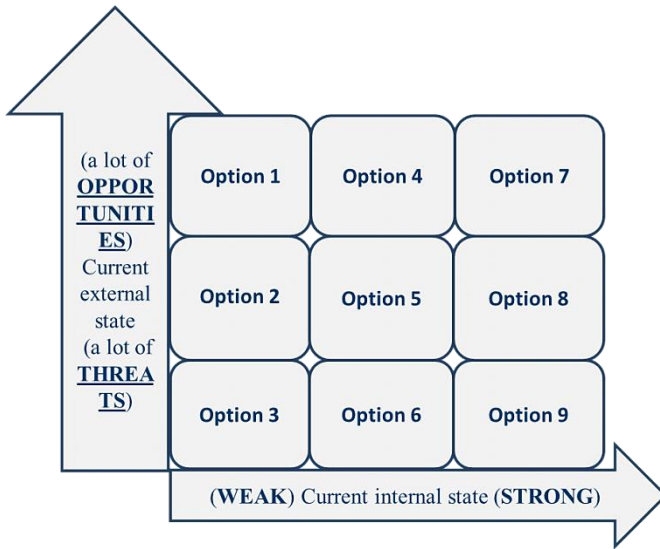 (a lot of
OPPOR
TUNITI
ES)
Current
external
state
(a lot of
THREA
TS)
Option 1
Option 4
Option 7
Option 2
Option 5
Option 8
Option 3
Option 6
Option 9
(WEAK) Current internal state (STRONG)